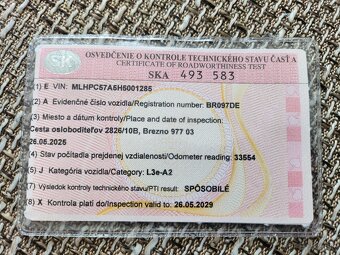 SK
OSVEDČENIE O KONTROLE TECHNICKÉHO STAVU ČASŤ A
CERTIFICATE OF ROADWORTHINESS TEST
SKA 493 583
(1) E VIN: MLHPC57A5H5001285
(2) A Evidenčné číslo vozidla/Registration number: BR097DE
(3) Miesto a dátum kontroly/Place and date of inspection:
Cesta osloboditeľov 2826/10B, Brezno 977 03
26.05.2025
(4) Stav počítadla prejdenej vzdialenosti/Odometer reading: 33554
(5) J Kategória vozidla/Category: L3e-A2
(7) Výsledok kontroly technického stavu/PTI result: SPÔSOBILÉ
(8) X Kontrola platí do/Inspection valid to: 26.05.2029